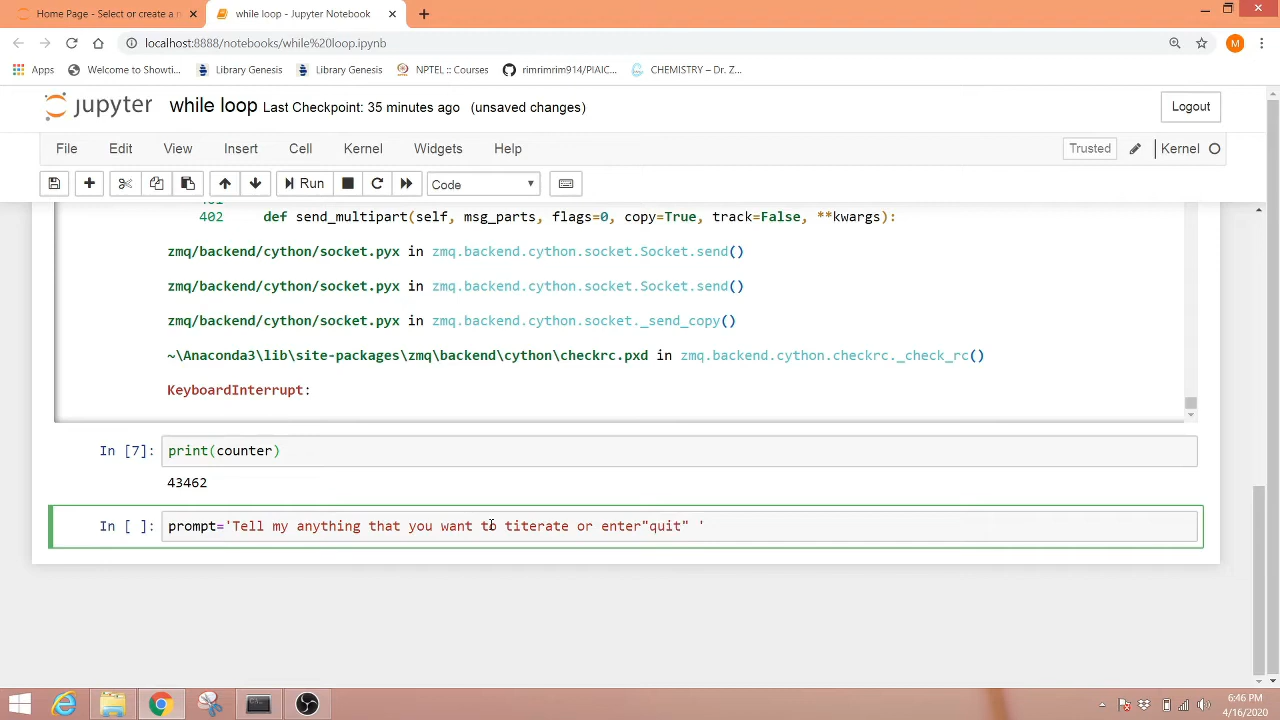 Home Page - Select or create a n
while loop - Jupyter Notebook
localhost:8888/notebooks/while%20loop.ipynb
M
Apps
Welcome to Showti...
Library Genesis
Library Genesis
NPTEL :: Courses
rimrimrim914/PIAIC...
CHEMISTRY – Dr. Z...
jupyter while loop Last Checkpoint: 35 minutes ago (unsaved changes)
Logout
File Edit View Insert Cell Kernel Widgets Help
Trusted Kernel
Run Code
402 def send_multipart(self, msg_parts, flags=0, copy=True, track=False, **kwargs):
zmq/backend/cython/socket.pyx in zmq.backend.cython.socket.Socket.send()
zmq/backend/cython/socket.pyx in zmq.backend.cython.socket.Socket.send()
zmq/backend/cython/socket.pyx in zmq.backend.cython.socket._send_copy()
~\Anaconda3\lib\site-packages\zmq\backend\cython\checkrc.pxd in zmq.backend.cython.checkrc._check_rc()
KeyboardInterrupt:
In [7]: print(counter)
43462
In [ ]: prompt='Tell my anything that you want to titerate or enter"quit" '
6:46 PM
4/16/2020